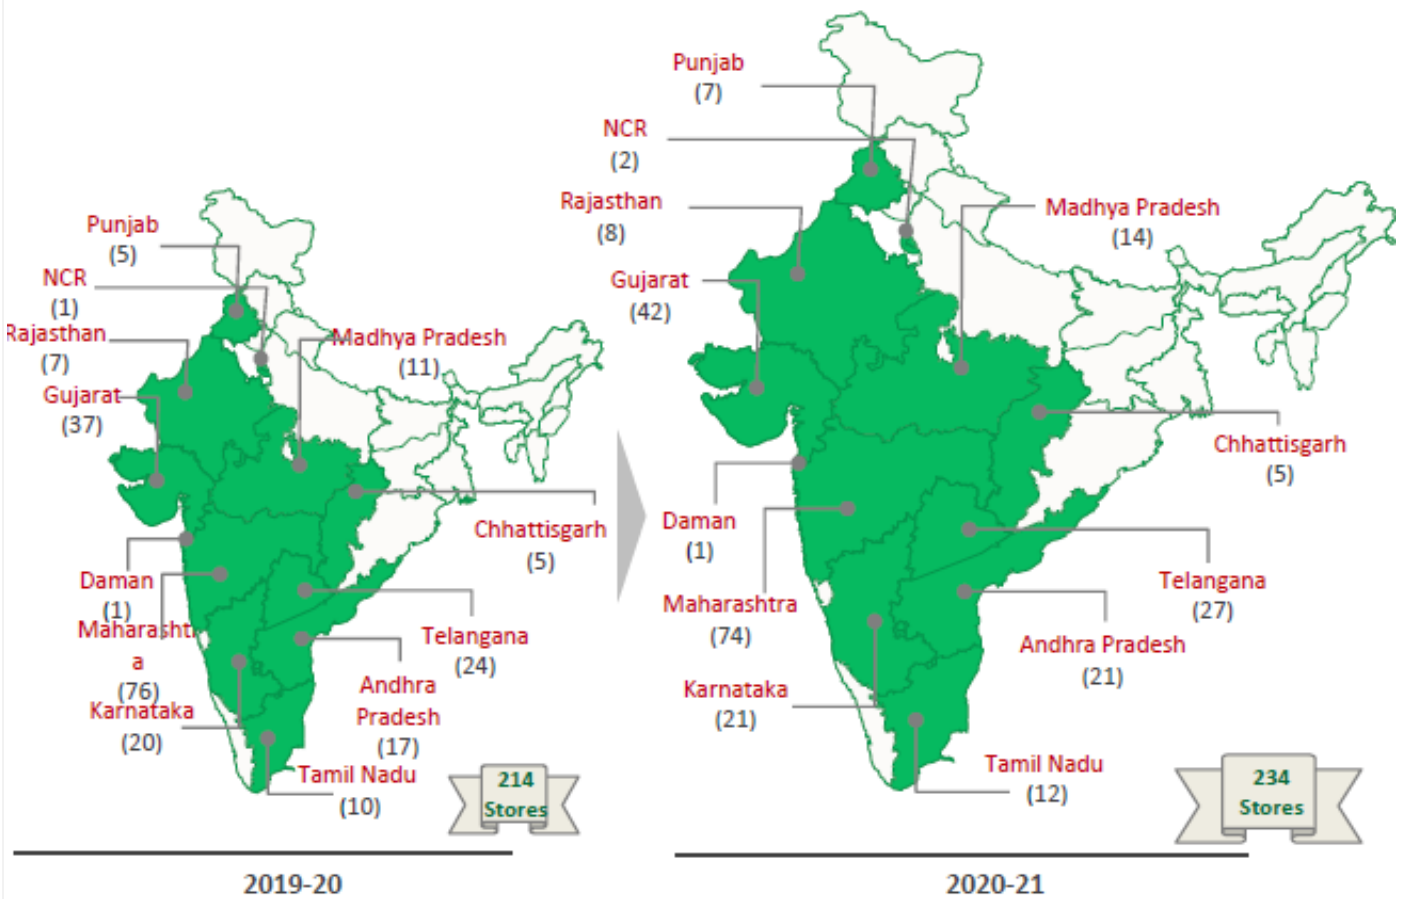 Punjab
(5)
NCR
(1)
Rajasthan
(7)
Gujarat
(37)
Madhya Pradesh
(11)
Chhattisgarh
(5)
Daman
(1)
Maharashtr
a
(76)
Karnataka
(20)
Telangana
(24)
Andhra
Pradesh
(17)
Tamil Nadu
(10)
214
Stores
2019-20
Punjab
(7)
NCR
(2)
Rajasthan
(8)
Gujarat
(42)
Madhya Pradesh
(14)
Chhattisgarh
(5)
Daman
(1)
Maharashtra
(74)
Karnataka
(21)
Telangana
(27)
Andhra Pradesh
(21)
Tamil Nadu
(12)
234
Stores
2020-21